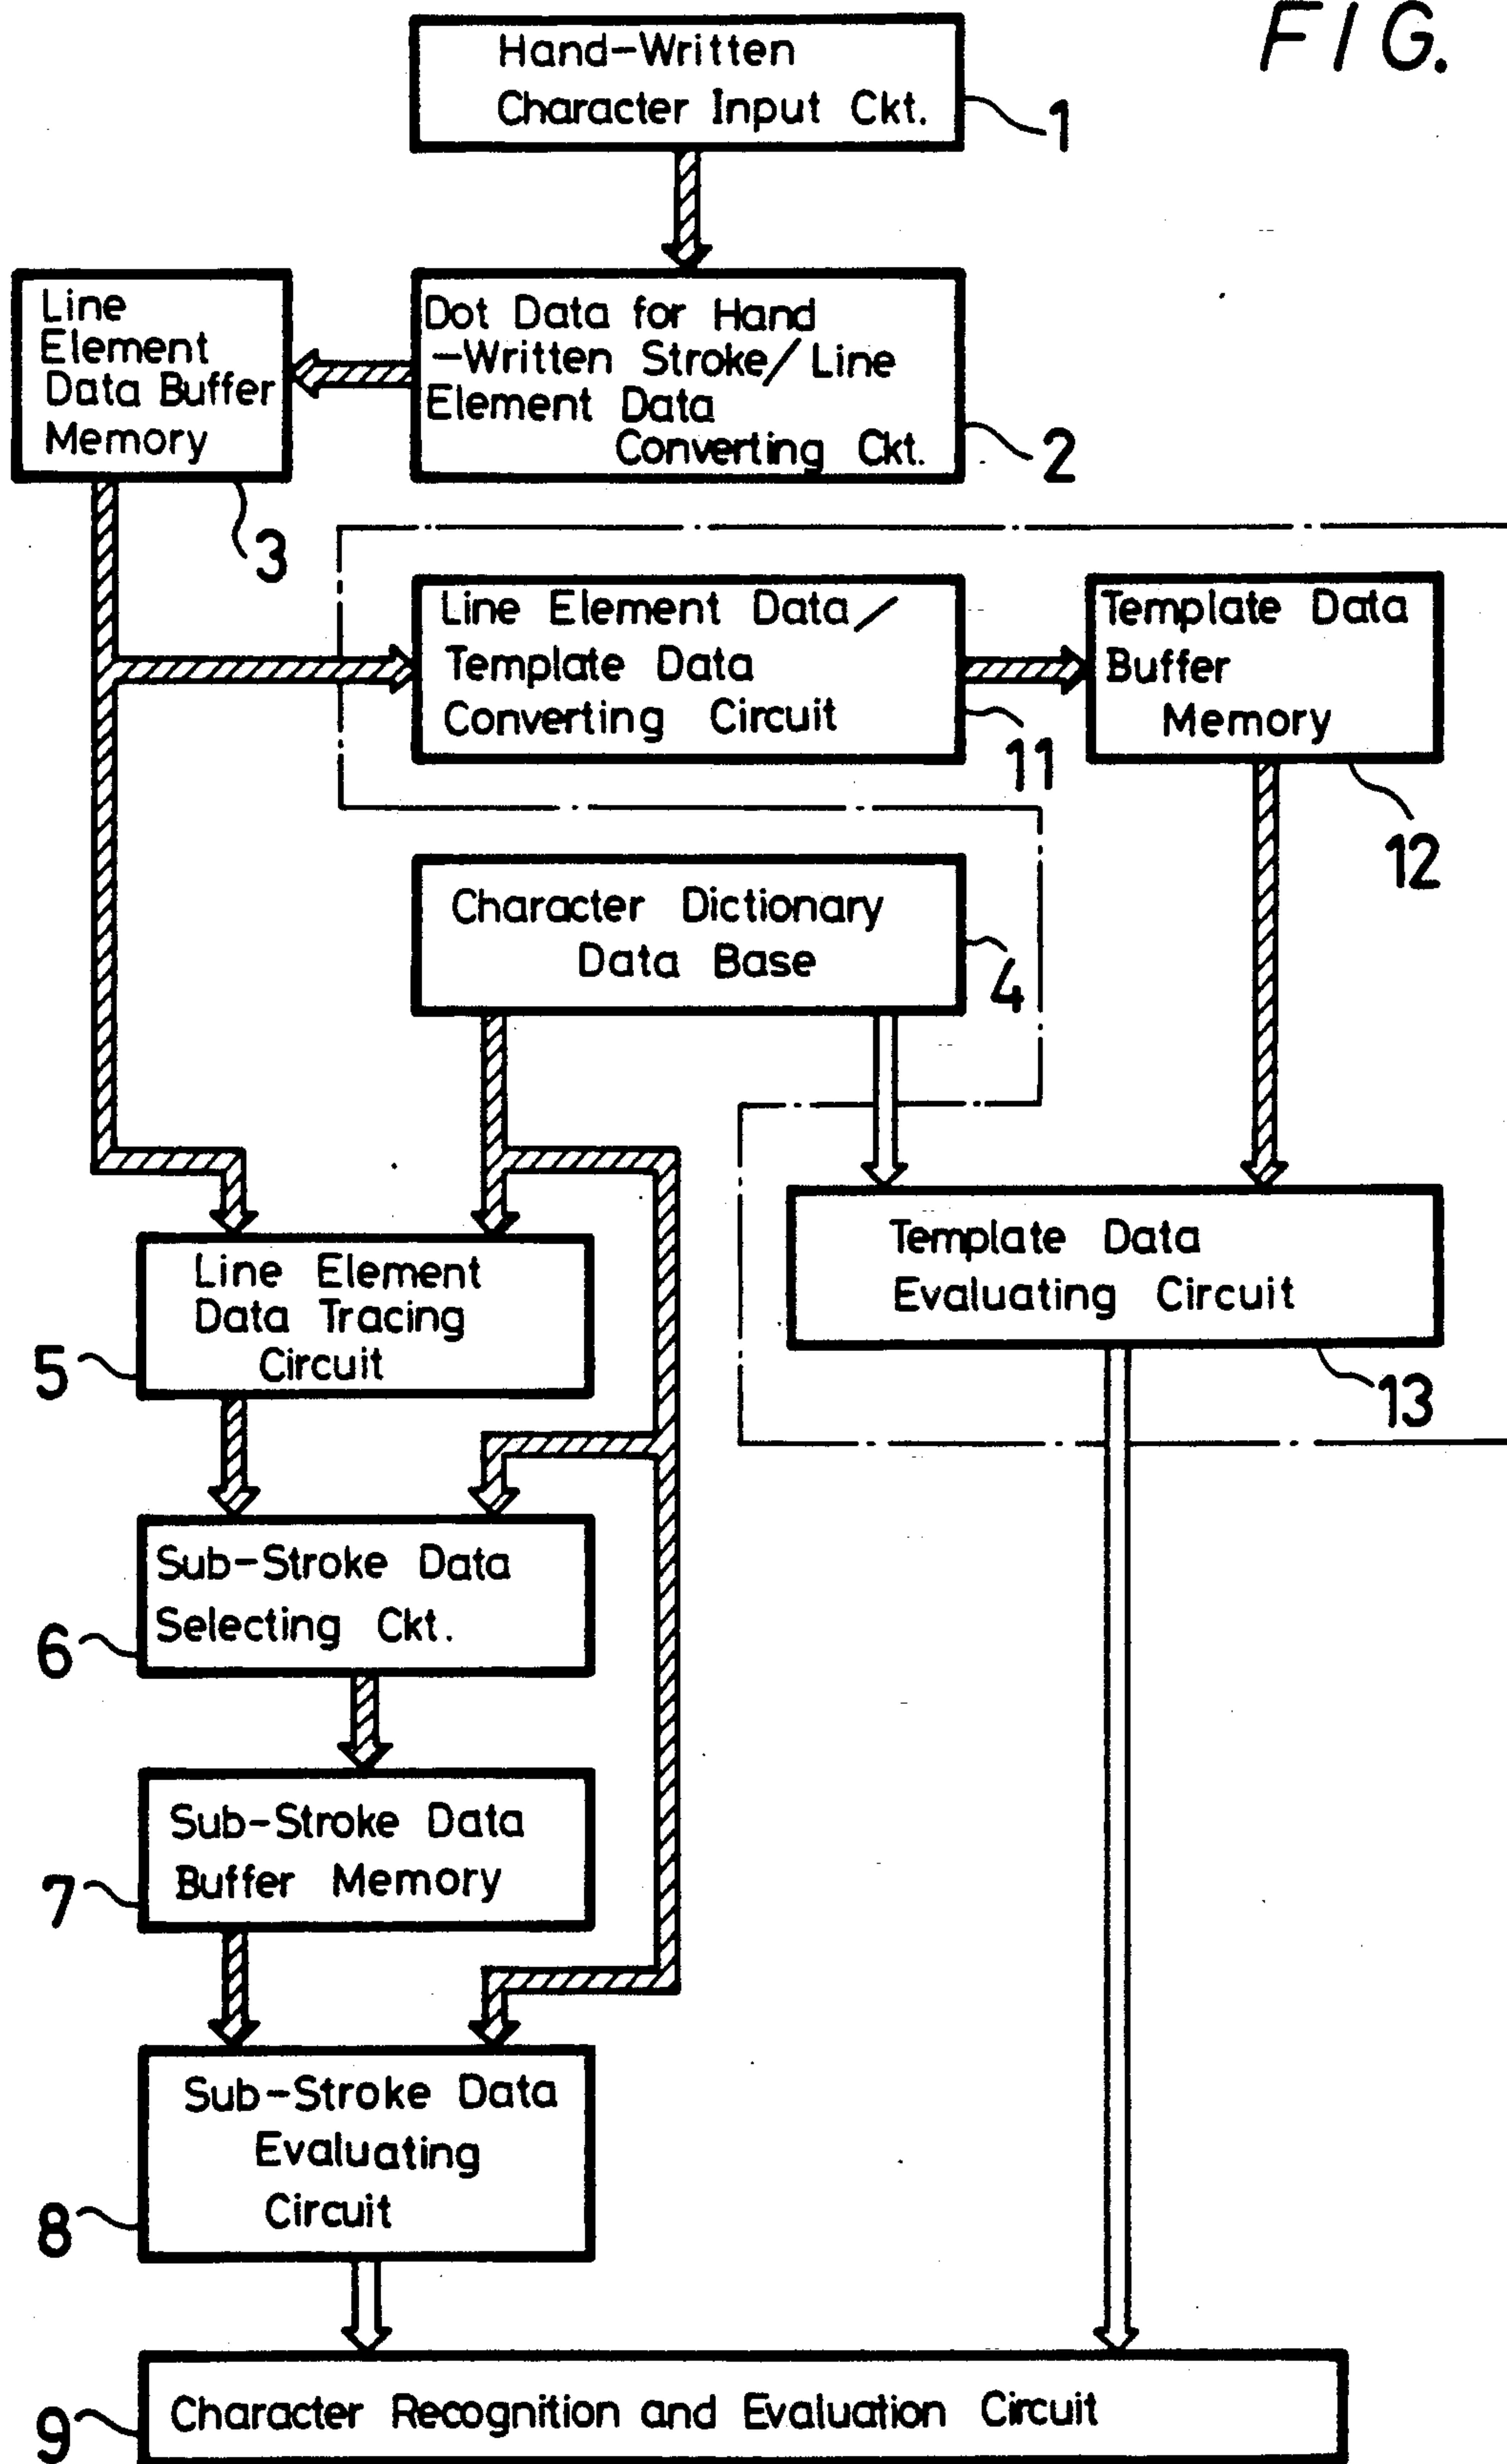 FIG.
Hand-Written
Character Input Ckt.
1
Line
Element
Data Buffer
Memory
3
Dot Data for Hand
-Written Stroke/Line
Element Data
Converting Ckt.
2
Line Element Data/
Template Data
Converting Circuit
11
Template Data
Buffer
Memory
12
Character Dictionary
Data Base
4
Line Element
Data Tracing
Circuit
5
Template Data
Evaluating Circuit
13
Sub-Stroke Data
Selecting Ckt.
6
Sub-Stroke Data
Buffer Memory
7
Sub-Stroke Data
Evaluating
Circuit
8
Character Recognition and Evaluation Circuit
9